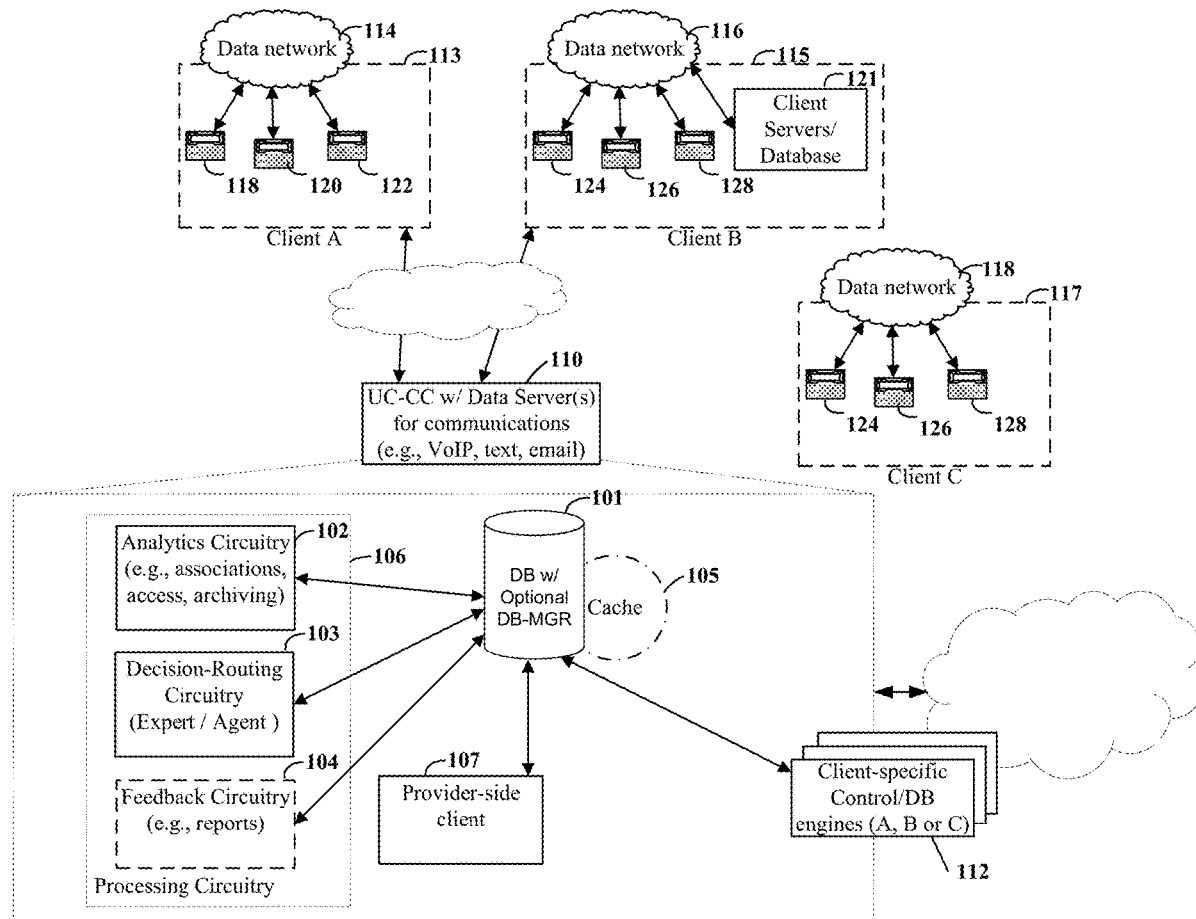 114
Data network
113
118
120
122
Client A
116
Data network
115
121
Client
Servers/
Database
124
126
128
Client B
118
Data network
117
124
126
128
Client C
110
UC-CC w/ Data Server(s)
for communications
(e.g., VoIP, text, email)
101
DB w/
Optional
DB-MGR
Cache
105
102
Analytics Circuitry
(e.g., associations,
access, archiving)
106
103
Decision-Routing
Circuitry
(Expert / Agent )
104
Feedback Circuitry
(e.g., reports)
Processing Circuitry
107
Provider-side
client
Client-specific
Control/DB
engines (A, B or C)
112